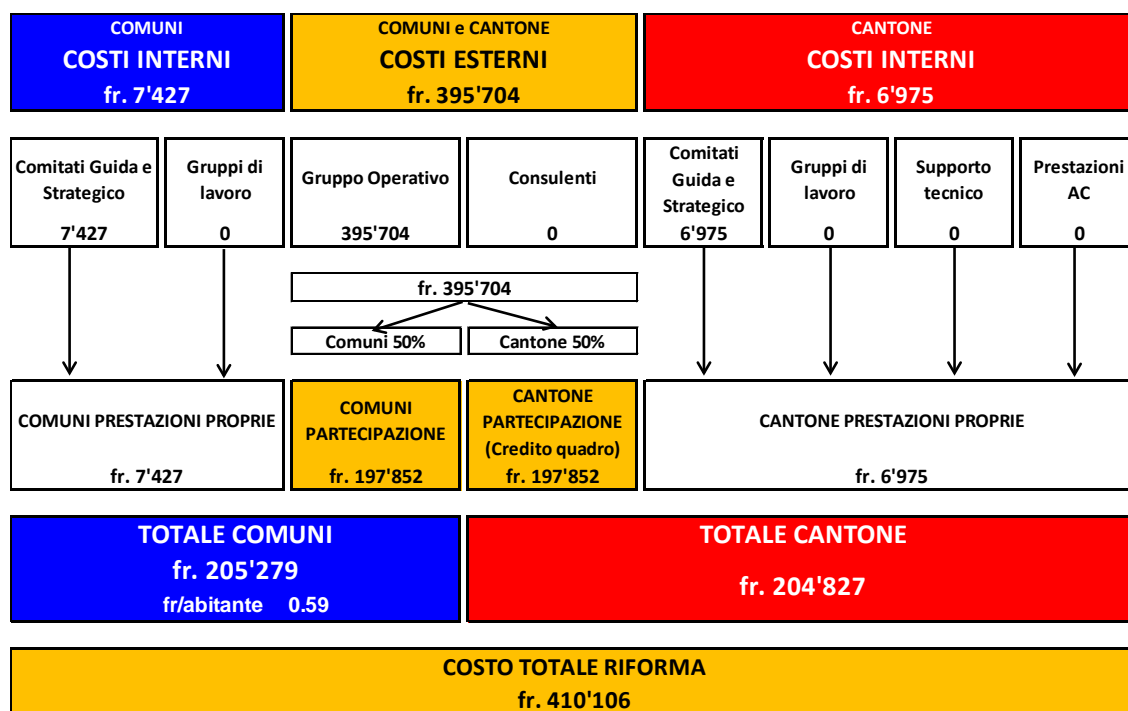 COMUNI
COSTI INTERNI
fr. 7'427
COMUNI e CANTONE
COSTI ESTERNI
fr. 395'704
CANTONE
COSTI INTERNI
fr. 6'975
Comitati Guida e
Strategico
7'427
Gruppi di
lavoro
0
Gruppo Operativo
395'704
Consulenti
0
Comitati
Guida e
Strategico
6'975
Gruppi di
lavoro
0
Supporto
tecnico
0
Prestazioni
AC
0
fr. 395'704
Comuni 50%
Cantone 50%
COMUNI PRESTAZIONI PROPRIE
fr. 7'427
COMUNI
PARTECIPAZIONE
fr. 197'852
CANTONE
PARTECIPAZIONE
(Credito quadro)
fr. 197'852
CANTONE PRESTAZIONI PROPRIE
fr. 6'975
TOTALE COMUNI
fr. 205'279
fr/abitante 0.59
TOTALE CANTONE
fr. 204'827
COSTO TOTALE RIFORMA
fr. 410'106